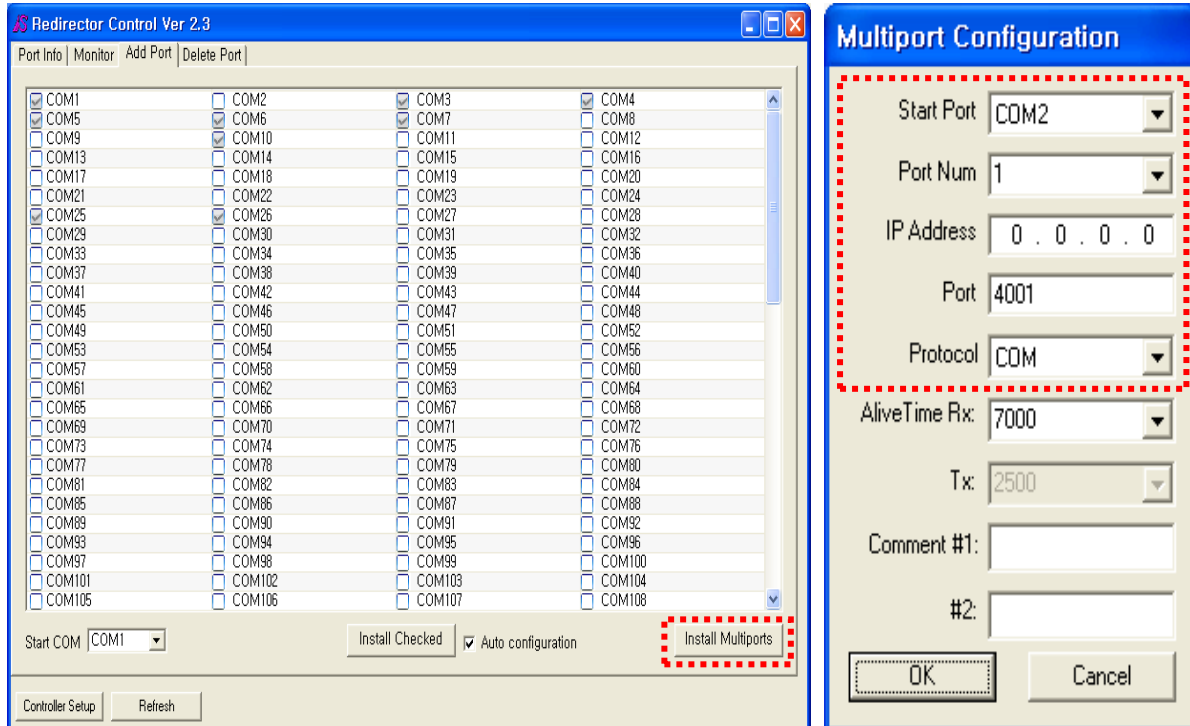 Redirector Control Ver 2.3
Port Info Monitor Add Port Delete Port
COM1 COM2 COM3 COM4
COM5 COM6 COM7 COM8
COM9 COM10 COM11 COM12
COM13 COM14 COM15 COM16
COM17 COM18 COM19 COM20
COM21 COM22 COM23 COM24
COM25 COM26 COM27 COM28
COM29 COM30 COM31 COM32
COM33 COM34 COM35 COM36
COM37 COM38 COM39 COM40
COM41 COM42 COM43 COM44
COM45 COM46 COM47 COM48
COM49 COM50 COM51 COM52
COM53 COM54 COM55 COM56
COM57 COM58 COM59 COM60
COM61 COM62 COM63 COM64
COM65 COM66 COM67 COM68
COM69 COM70 COM71 COM72
COM73 COM74 COM75 COM76
COM77 COM78 COM79 COM80
COM81 COM82 COM83 COM84
COM85 COM86 COM87 COM88
COM89 COM90 COM91 COM92
COM93 COM94 COM95 COM96
COM97 COM98 COM99 COM100
COM101 COM102 COM103 COM104
COM105 COM106 COM107 COM108
Start COM COM1 Install Checked Auto configuration Install Multiports
Controller Setup Refresh
Multiport Configuration
Start Port COM2
Port Num 1
IP Address 0 . 0 . 0 . 0
Port 4001
Protocol COM
AliveTime Rx: 7000
Tx: 2500
Comment #1:
#2:
OK Cancel